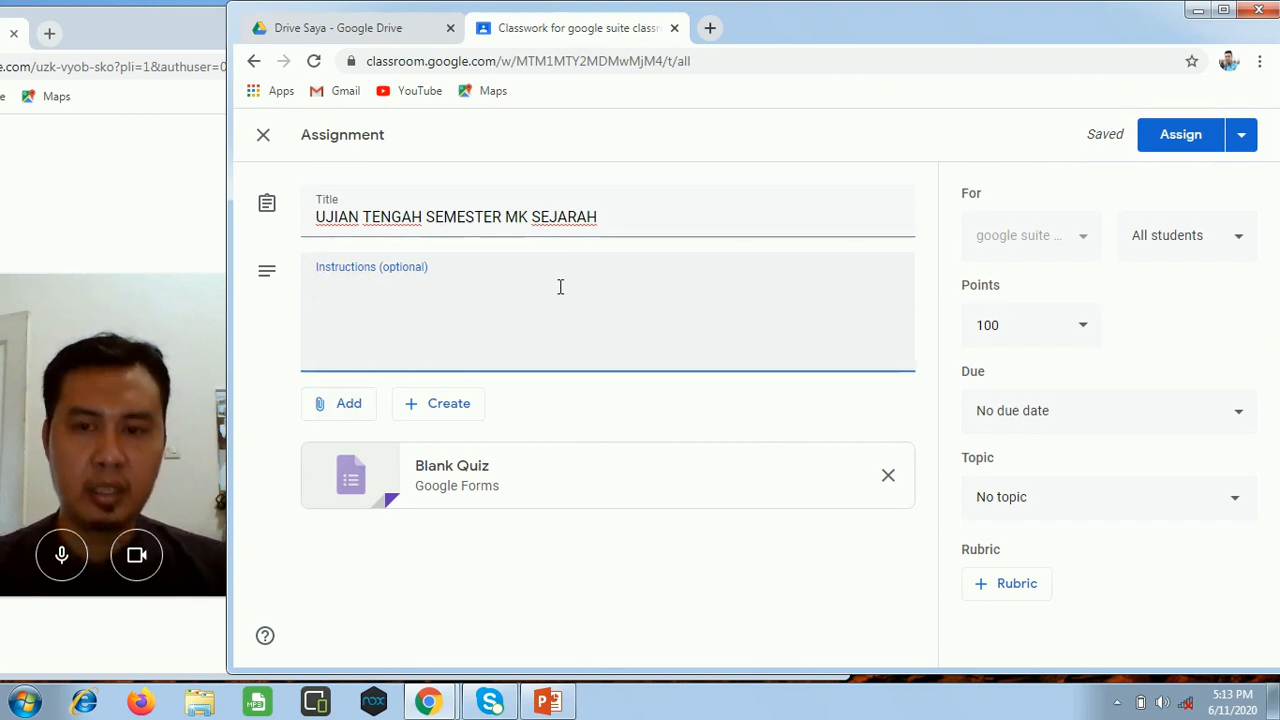 Drive Saya - Google Drive
Classwork for google suite classr
e.com/uzk-vyob-sko?pli=1&authuser=0
classroom.google.com/w/MTM1MTY2MDMwMjM4/t/all
e
Maps
Apps
Gmail
YouTube
Maps
Assignment
Saved
Assign
Title
UJIAN TENGAH SEMESTER MK SEJARAH
Instructions (optional)
Add
Create
Blank Quiz
Google Forms
For
google suite ...
All students
Points
100
Due
No due date
Topic
No topic
Rubric
Rubric
MP3
nox
5:13 PM
6/11/2020